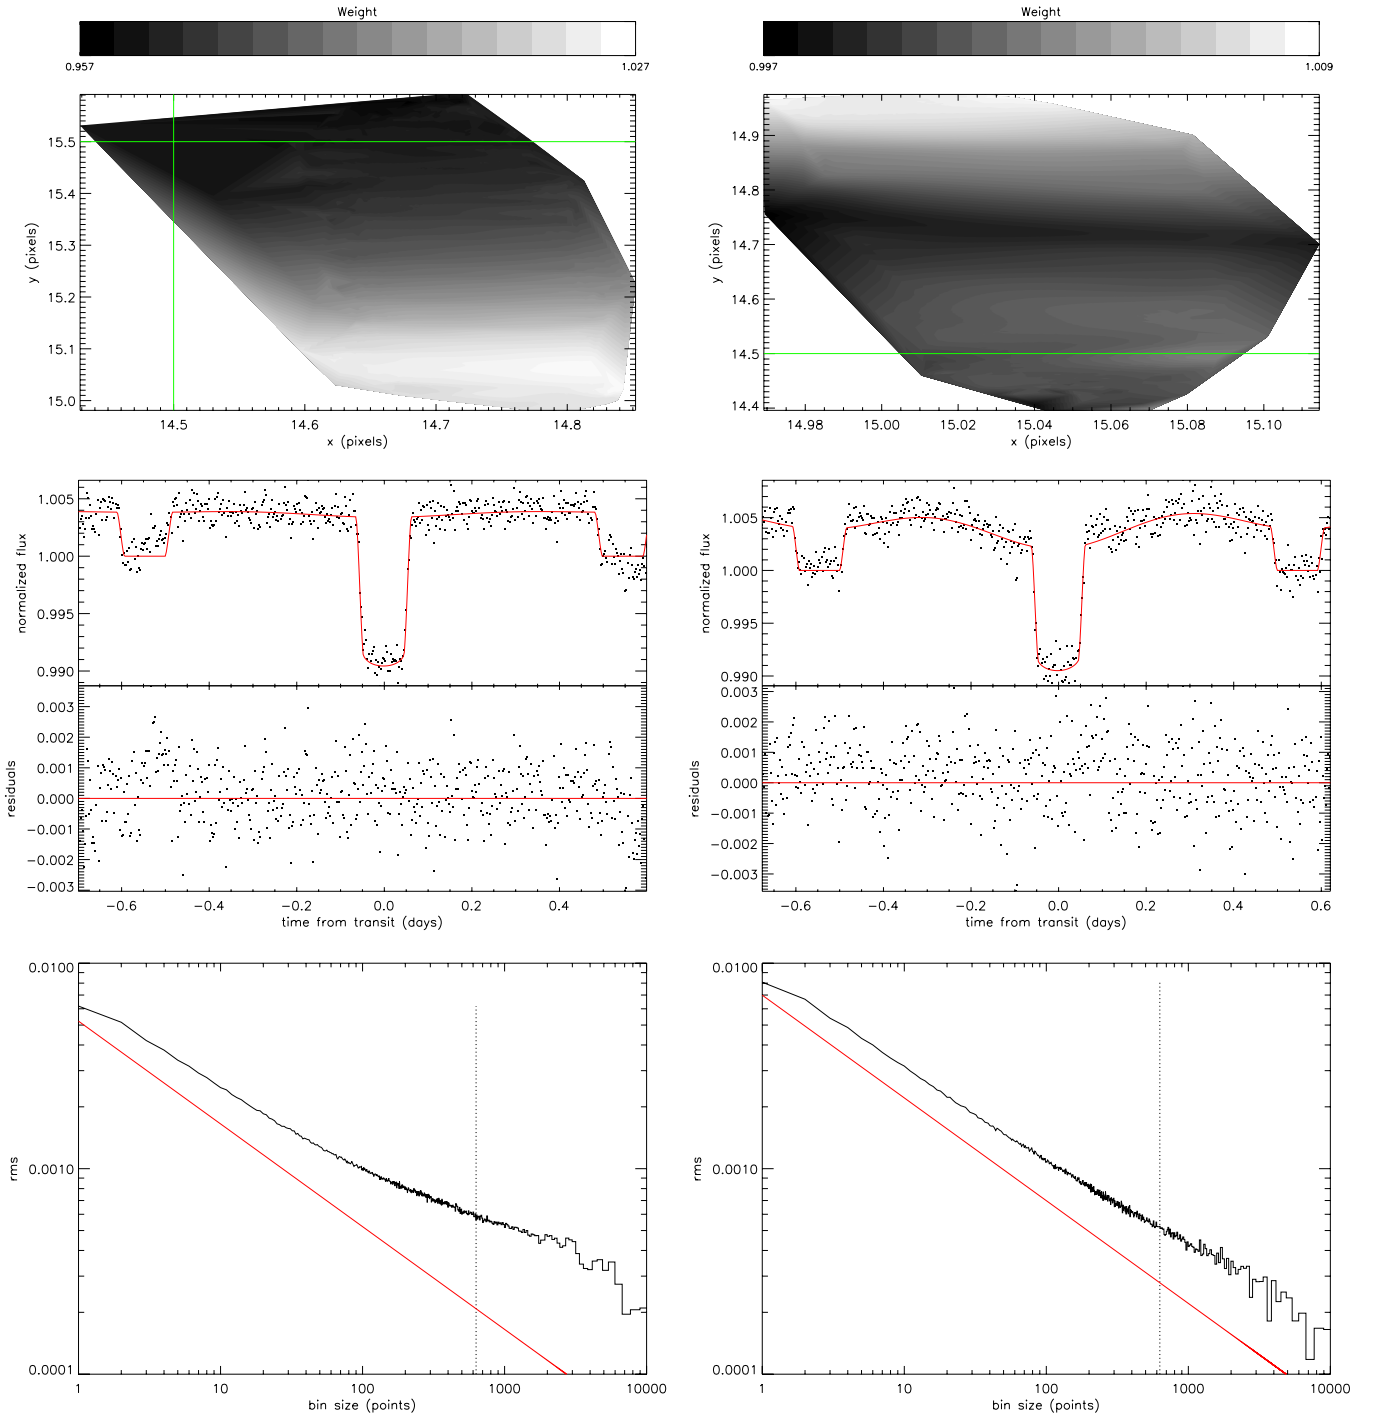 Weight
0.957 1.027
15.5
15.4
15.3
15.2
15.1
15.0
y (pixels)
14.5 14.6 14.7 14.8
x (pixels)
Weight
0.997 1.009
14.9
14.8
14.7
14.6
14.5
14.4
y (pixels)
14.98 15.00 15.02 15.04 15.06 15.08 15.10
x (pixels)
1.005
1.000
0.995
0.990
normalized flux
0.003
0.002
0.001
0.000
−0.001
−0.002
−0.003
residuals
−0.6 −0.4 −0.2 0.0 0.2 0.4
time from transit (days)
1.005
1.000
0.995
0.990
normalized flux
0.003
0.002
0.001
0.000
−0.001
−0.002
−0.003
residuals
−0.6 −0.4 −0.2 0.0 0.2 0.4 0.6
time from transit (days)
0.0100
0.0010
0.0001
rms
1 10 100 1000 10000
bin size (points)
0.0100
0.0010
0.0001
rms
1 10 100 1000 10000
bin size (points)